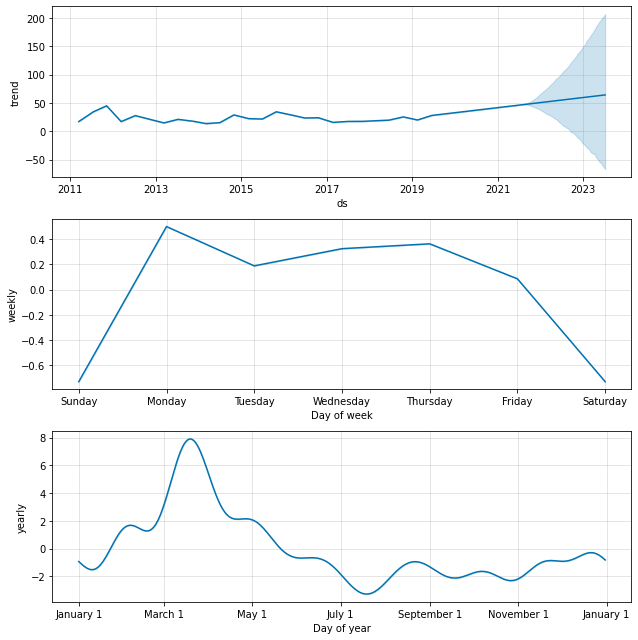 200
150
100
50
0
−50
trend
2011 2013 2015 2017 2019 2021 2023
ds
0.4
0.2
0.0
−0.2
−0.4
−0.6
weekly
Sunday Monday Tuesday Wednesday Thursday Friday Saturday
Day of week
8
6
4
2
0
−2
yearly
January 1 March 1 May 1 July 1 September 1 November 1 January 1
Day of year